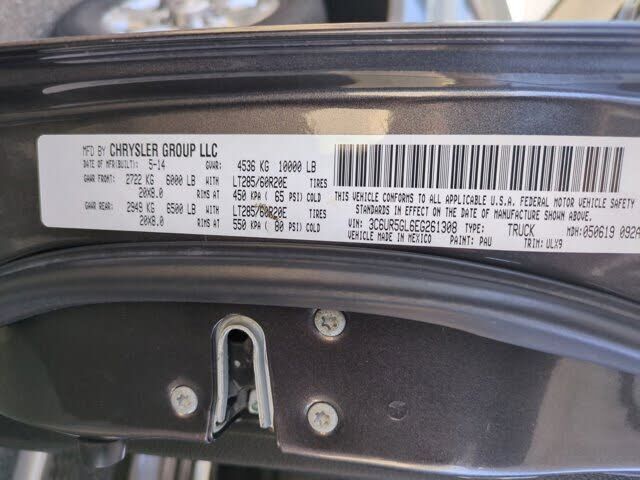 MFD BY CHRYSLER GROUP LLC
DATE OF MFR(BUILT): 5-14 GVWR: 4536 KG 10000 LB
GAWR FRONT: 2722 KG 6000 LB WITH LT285/60R20E TIRES
20X8.0 RIMS AT 450 KPA ( 65 PSI) COLD
GAWR REAR: 2949 KG 6500 LB WITH LT285/60R20E TIRES
20X8.0 RIMS AT 550 KPA ( 80 PSI) COLD
THIS VEHICLE CONFORMS TO ALL APPLICABLE U.S.A. FEDERAL MOTOR VEHICLE SAFETY
STANDARDS IN EFFECT ON THE DATE OF MANUFACTURE SHOWN ABOVE.
VIN: 3C6UR5GL6EG261308 TYPE: TRUCK MDH:050619 092A
VEHICLE MADE IN MEXICO PAINT: PAU TRIM: ULX9